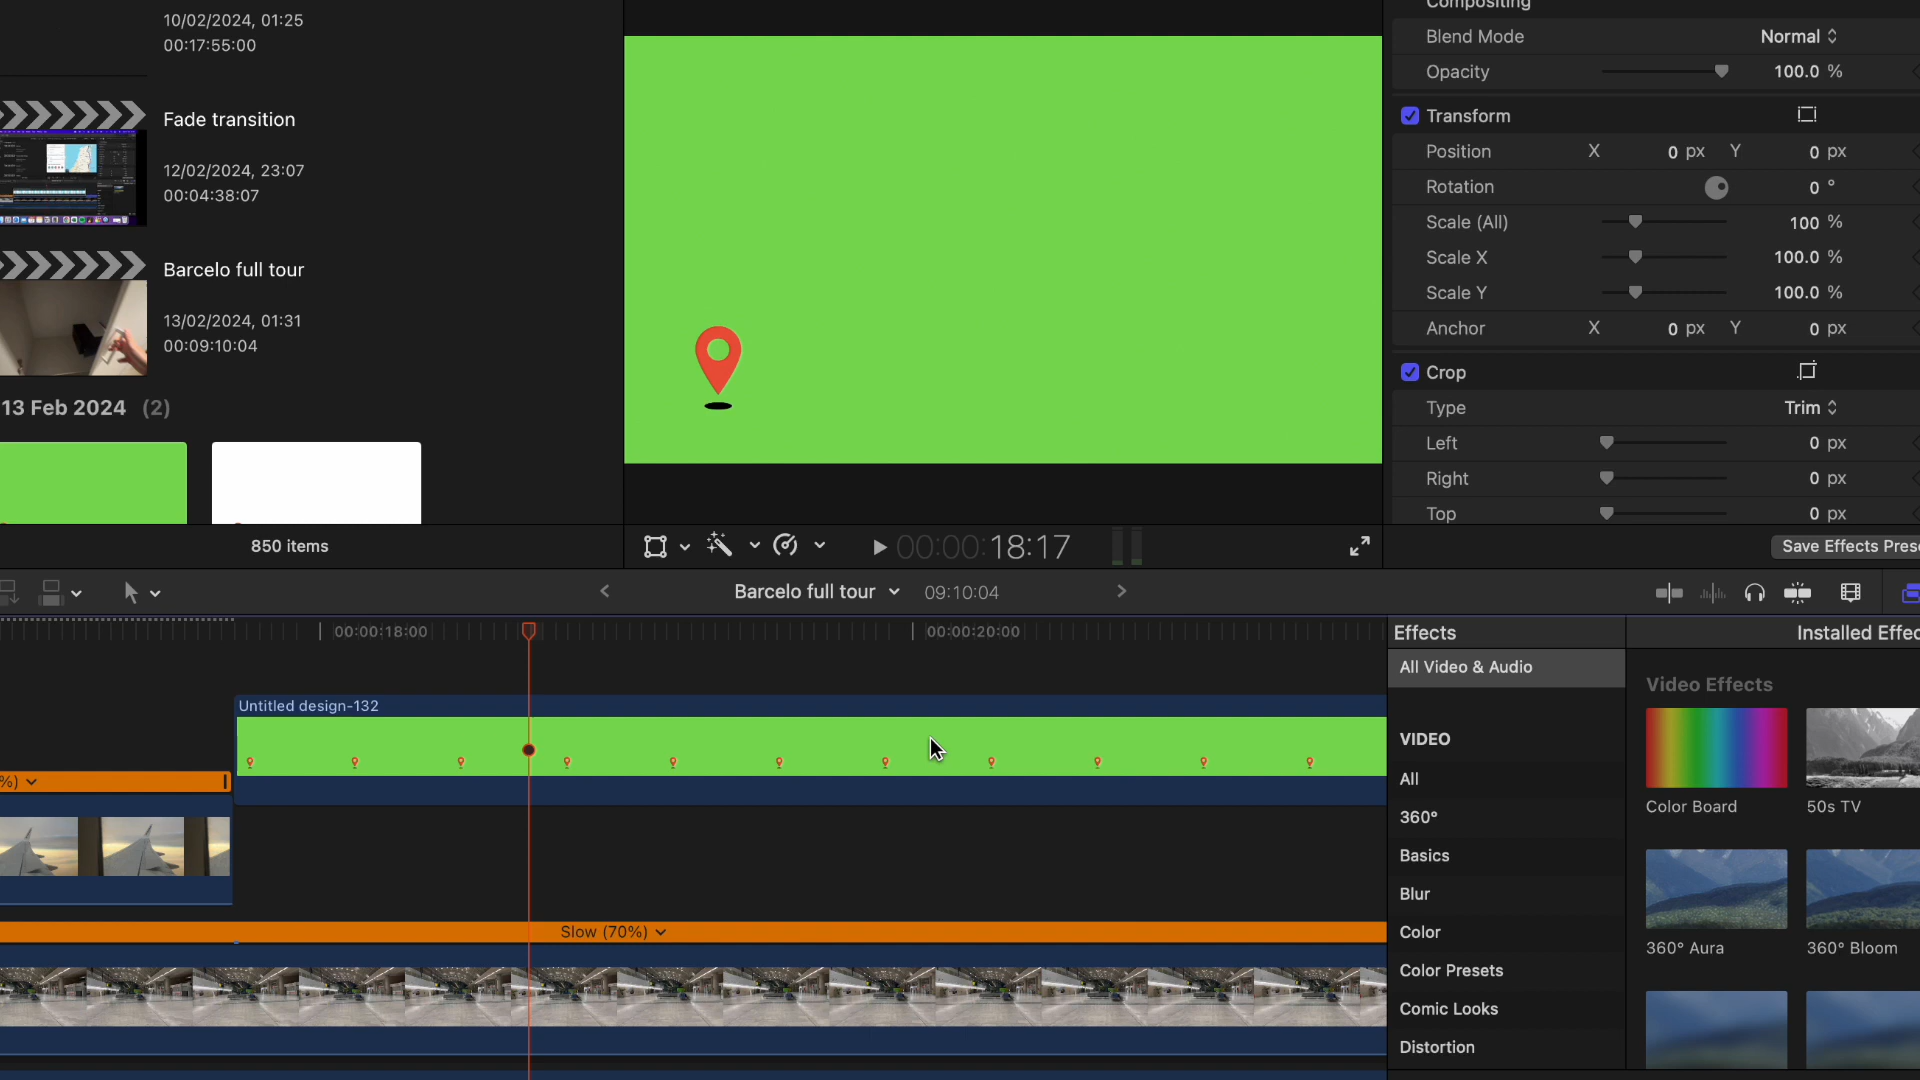 10/02/2024, 01:25
00:17:55:00
Fade transition
12/02/2024, 23:07
00:04:38:07
Barcelo full tour
13/02/2024, 01:31
00:09:10:04
13 Feb 2024 (2)
850 items
Compositing
Blend Mode Normal
Opacity 100.0 %
Transform
Position X 0 px Y 0 px
Rotation 0 °
Scale (All) 100 %
Scale X 100.0 %
Scale Y 100.0 %
Anchor X 0 px Y 0 px
Crop
Type Trim
Left 0 px
Right 0 px
Top 0 px
Save Effects Prese
00:00:18:17
Barcelo full tour 09:10:04
00:00:18:00 00:00:20:00
Untitled design-132
%)
Slow (70%)
Effects
All Video & Audio
VIDEO
All
360°
Basics
Blur
Color
Color Presets
Comic Looks
Distortion
Installed Effec
Video Effects
Color Board 50s TV
360° Aura 360° Bloom